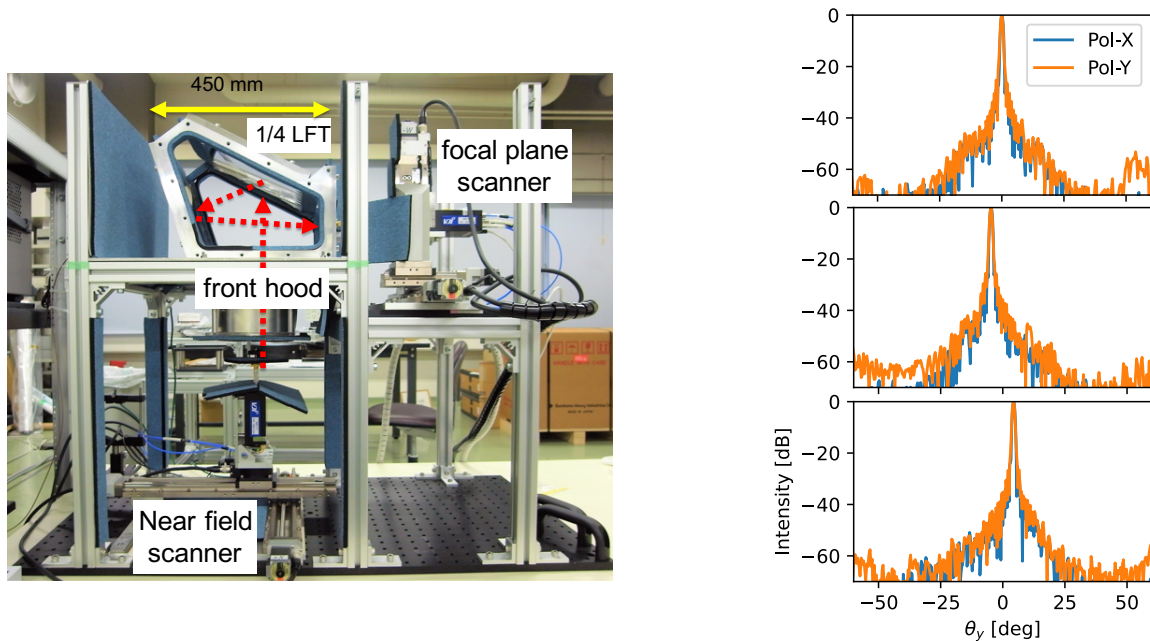 450 mm
1/4 LFT
focal plane
scanner
front hood
Near field
scanner
0
−20
−40
−60
Pol-X
Pol-Y
0
−20
−40
−60
0
−20
−40
−60
Intensity [dB]
−50
−25
0
25
50
θy [deg]